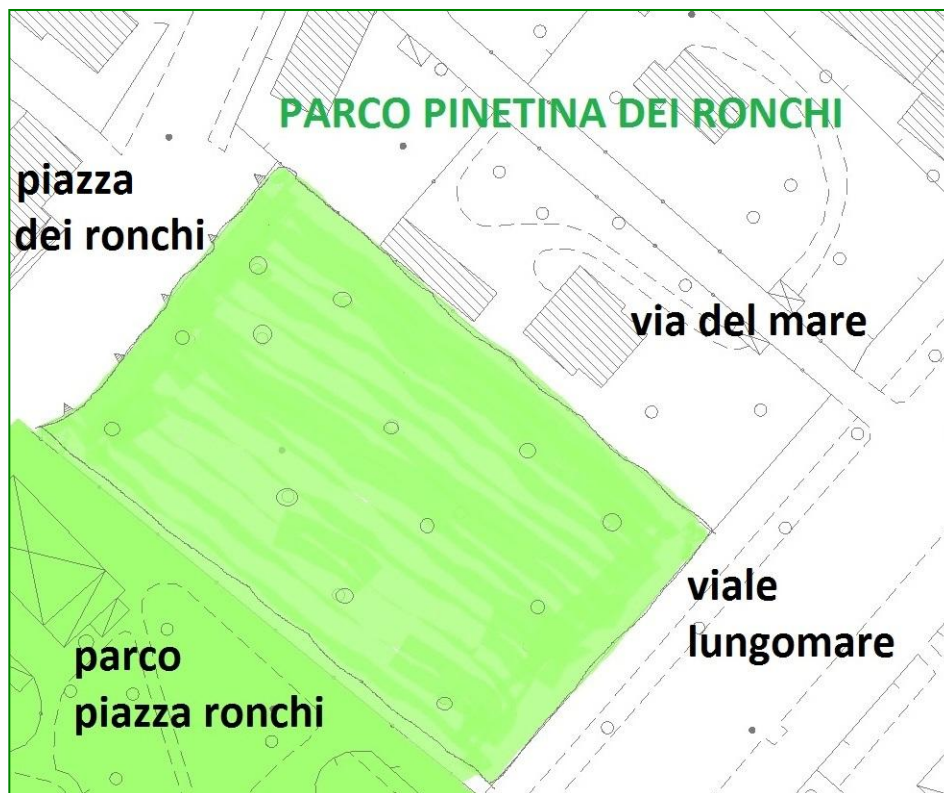 PARCO PINETINA DEI RONCHI
piazza
dei ronchi
via del mare
viale
lungomare
parco
piazza ronchi